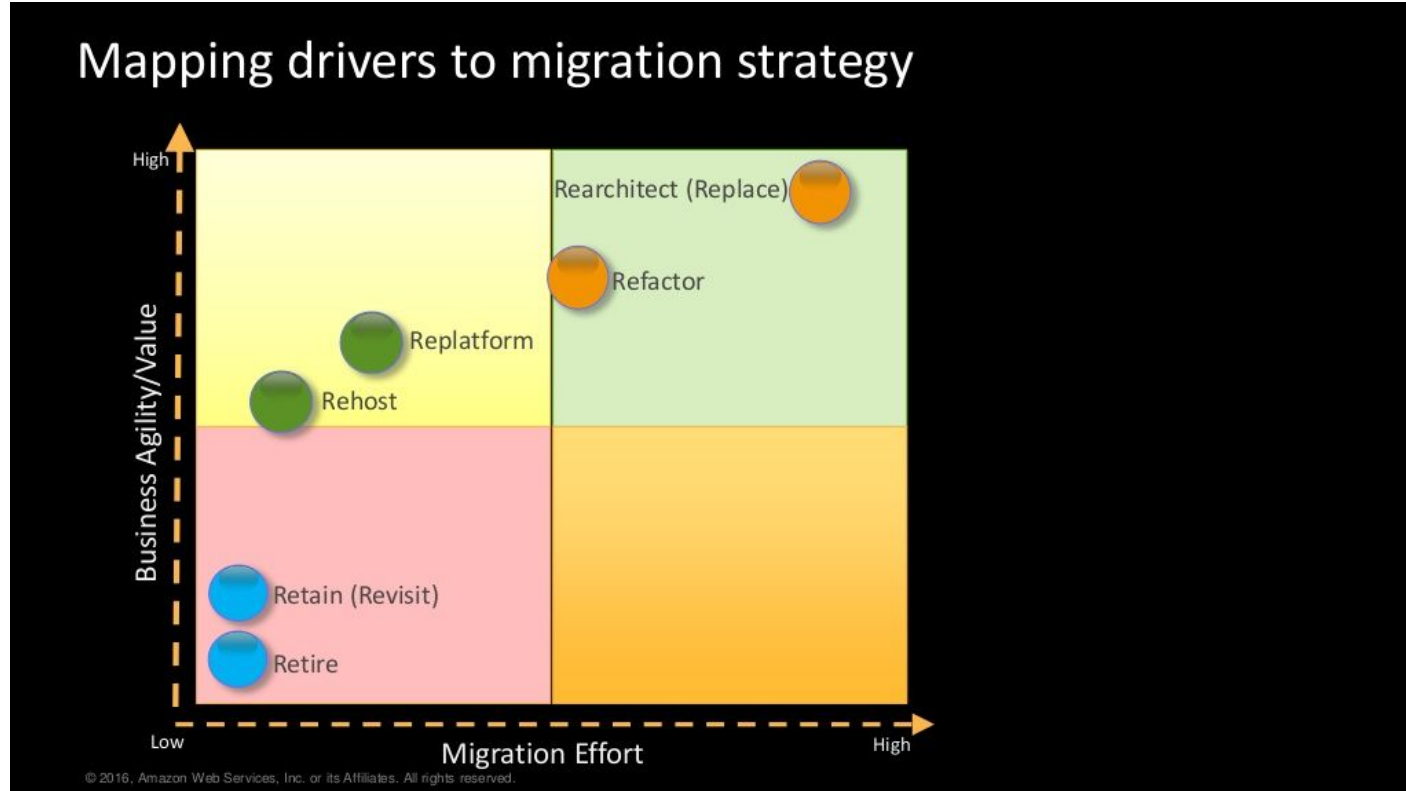 Mapping drivers to migration strategy
High
Rearchitect (Replace)
Refactor
Replatform
Rehost
Business Agility/Value
Retain (Revisit)
Retire
Low
Migration Effort
High
© 2016, Amazon Web Services, Inc. or its Affiliates. All rights reserved.